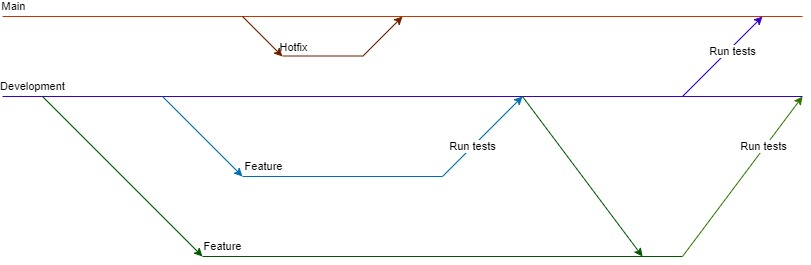 Main
Hotfix
Run tests
Development
Run tests
Run tests
Feature
Feature